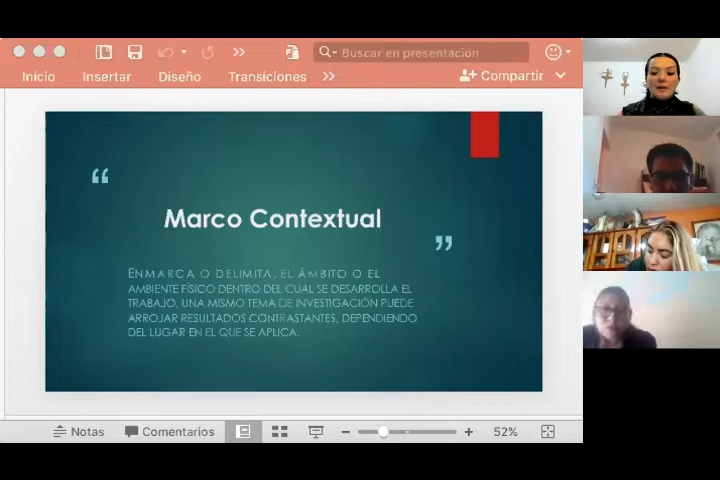 Buscar en presentación
Inicio
Insertar
Diseño
Transiciones
Compartir
“
Marco Contextual
”
ENMARCA O DELIMITA, EL ÁMBITO O EL
AMBIENTE FÍSICO DENTRO DEL CUAL SE DESARROLLA EL
TRABAJO, UNA MISMO TEMA DE INVESTIGACIÓN PUEDE
ARROJAR RESULTADOS CONTRASTANTES, DEPENDIENDO
DEL LUGAR EN EL QUE SE APLICA.
Notas
Comentarios
52%